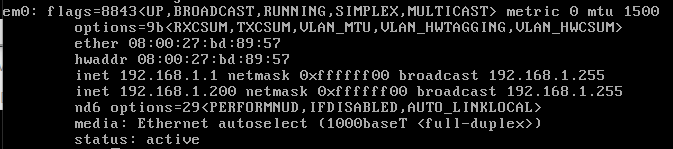 em0: flags=8843<UP,BROADCAST,RUNNING,SIMPLEX,MULTICAST> metric 0 mtu 1500
options=9b<RXCSUM,TXCSUM,VLAN_MTU,VLAN_HWTAGGING,VLAN_HWCSUM>
ether 08:00:27:bd:89:57
hwaddr 08:00:27:bd:89:57
inet 192.168.1.1 netmask 0xffffff00 broadcast 192.168.1.255
inet 192.168.1.200 netmask 0xffffff00 broadcast 192.168.1.255
nd6 options=29<PERFORMNUD,IFDISABLED,AUTO_LINKLOCAL>
media: Ethernet autoselect (1000baseT <full-duplex>)
status: active